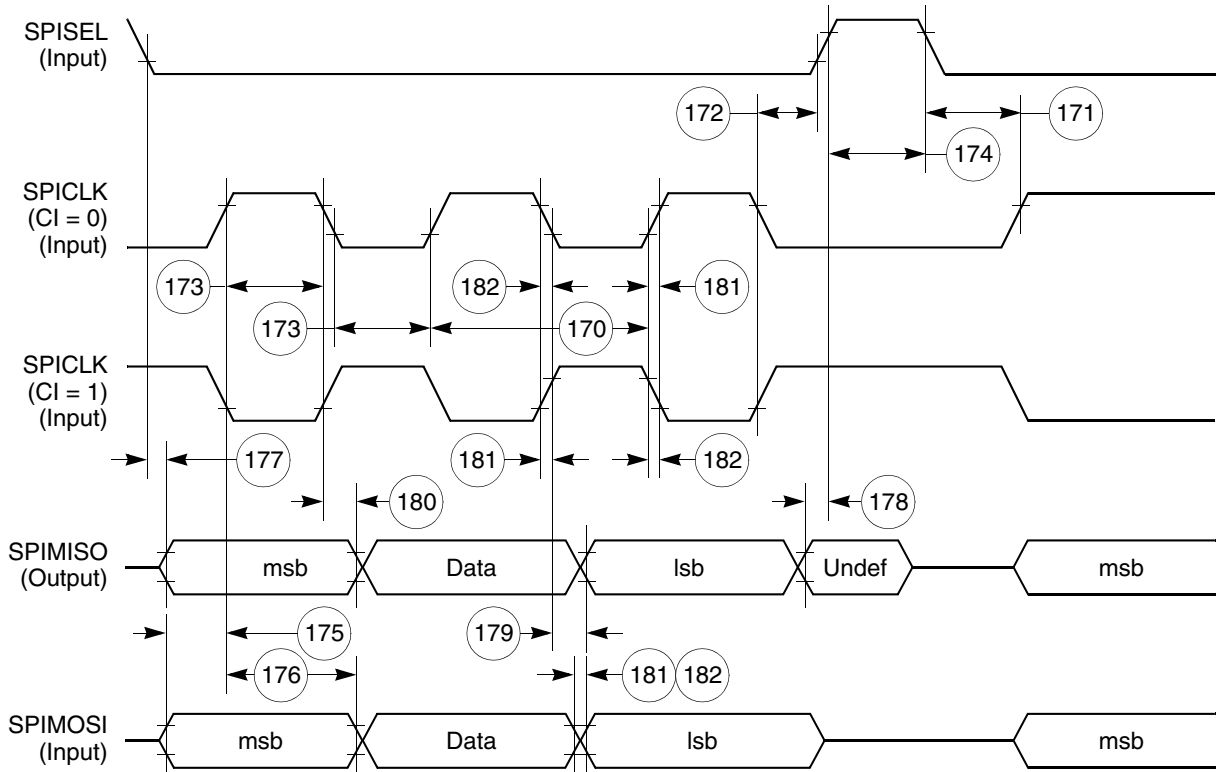 SPISEL
(Input)
172
171
174
SPICLK
(CI = 0)
(Input)
173
182
181
173
170
SPICLK
(CI = 1)
(Input)
177
181
182
180
178
SPIMISO
(Output)
msb
Data
lsb
Undef
msb
175
179
176
181
182
SPIMOSI
(Input)
msb
Data
lsb
msb